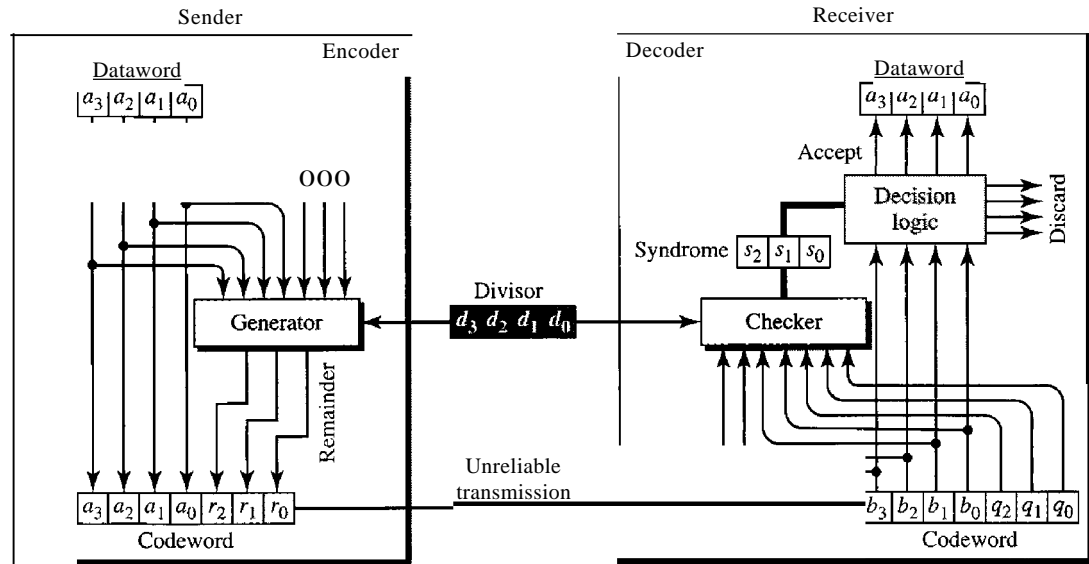 Sender
Receiver
Encoder
Decoder
Dataword
a3 a2 a1 a0
Dataword
a3 a2 a1 a0
Accept
OOO
Decision
logic
Discard
Syndrome s2 s1 s0
Divisor
d3 d2 d1 d0
Generator
Checker
Remainder
Unreliable
transmission
a3 a2 a1 a0 r2 r1 r0
Codeword
b3 b2 b1 b0 q2 q1 q0
Codeword